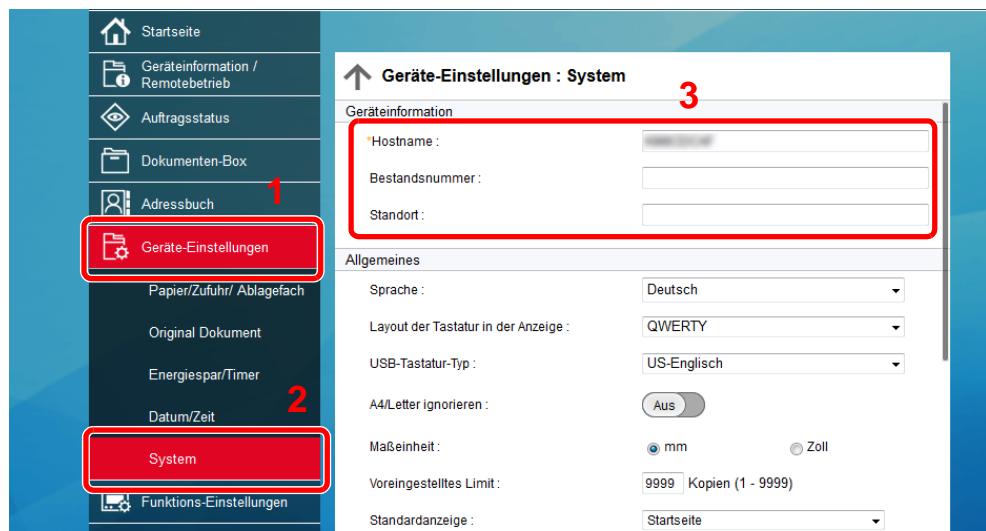 Startseite
Geräteinformation /
Remotebetrieb
Auftragsstatus
Dokumenten-Box
1
Adressbuch
Geräte-Einstellungen
Papier/Zufuhr/ Ablagefach
Original Dokument
Energiespar/Timer
2
Datum/Zeit
System
Funktions-Einstellungen
Geräte-Einstellungen : System
3
Geräteinformation
*Hostname :
Bestandsnummer :
Standort :
Allgemeines
Sprache : Deutsch
Layout der Tastatur in der Anzeige : QWERTY
USB-Tastatur-Typ : US-Englisch
A4/Letter ignorieren : Aus
Maßeinheit : mm Zoll
Voreingestelltes Limit : 9999 Kopien (1 - 9999)
Standardanzeige : Startseite